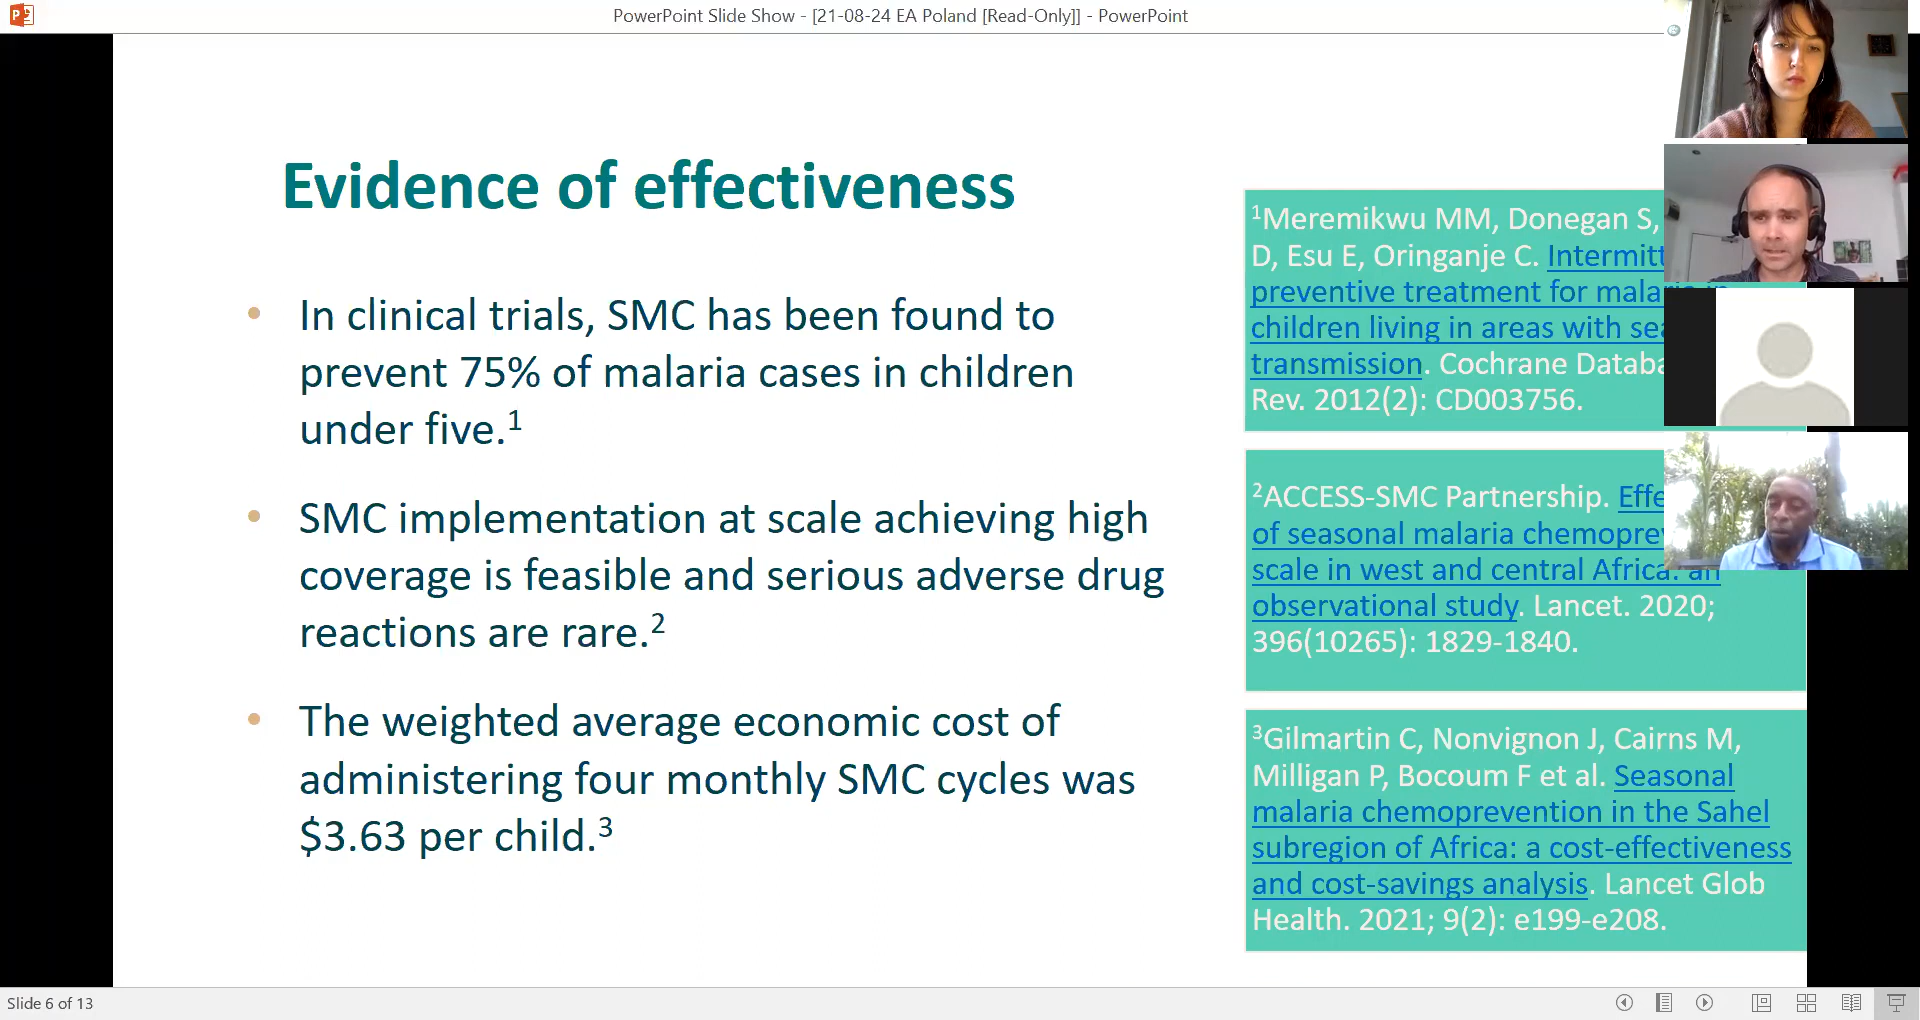 PowerPoint Slide Show - [21-08-24 EA Poland [Read-Only]] - PowerPoint
Evidence of effectiveness
• In clinical trials, SMC has been found to
prevent 75% of malaria cases in children
under five.1
• SMC implementation at scale achieving high
coverage is feasible and serious adverse drug
reactions are rare.2
• The weighted average economic cost of
administering four monthly SMC cycles was
$3.63 per child.3
1Meremikwu MM, Donegan S,
D, Esu E, Oringanje C.
preventive treatment for malaria in
children living in areas with
transmission. Cochrane
Rev. 2012(2): CD003756.
2ACCESS-SMC Partnership.
of seasonal malaria
scale in west and central Africa: an
observational study. Lancet. 2020;
396(10265): 1829-1840.
3Gilmartin C, Nonvignon J, Cairns M,
Milligan P, Bocoum F et al. Seasonal
malaria chemoprevention in the Sahel
subregion of Africa: a cost-effectiveness
and cost-savings analysis. Lancet Glob
Health. 2021; 9(2): e199-e208.
Slide 6 of 13